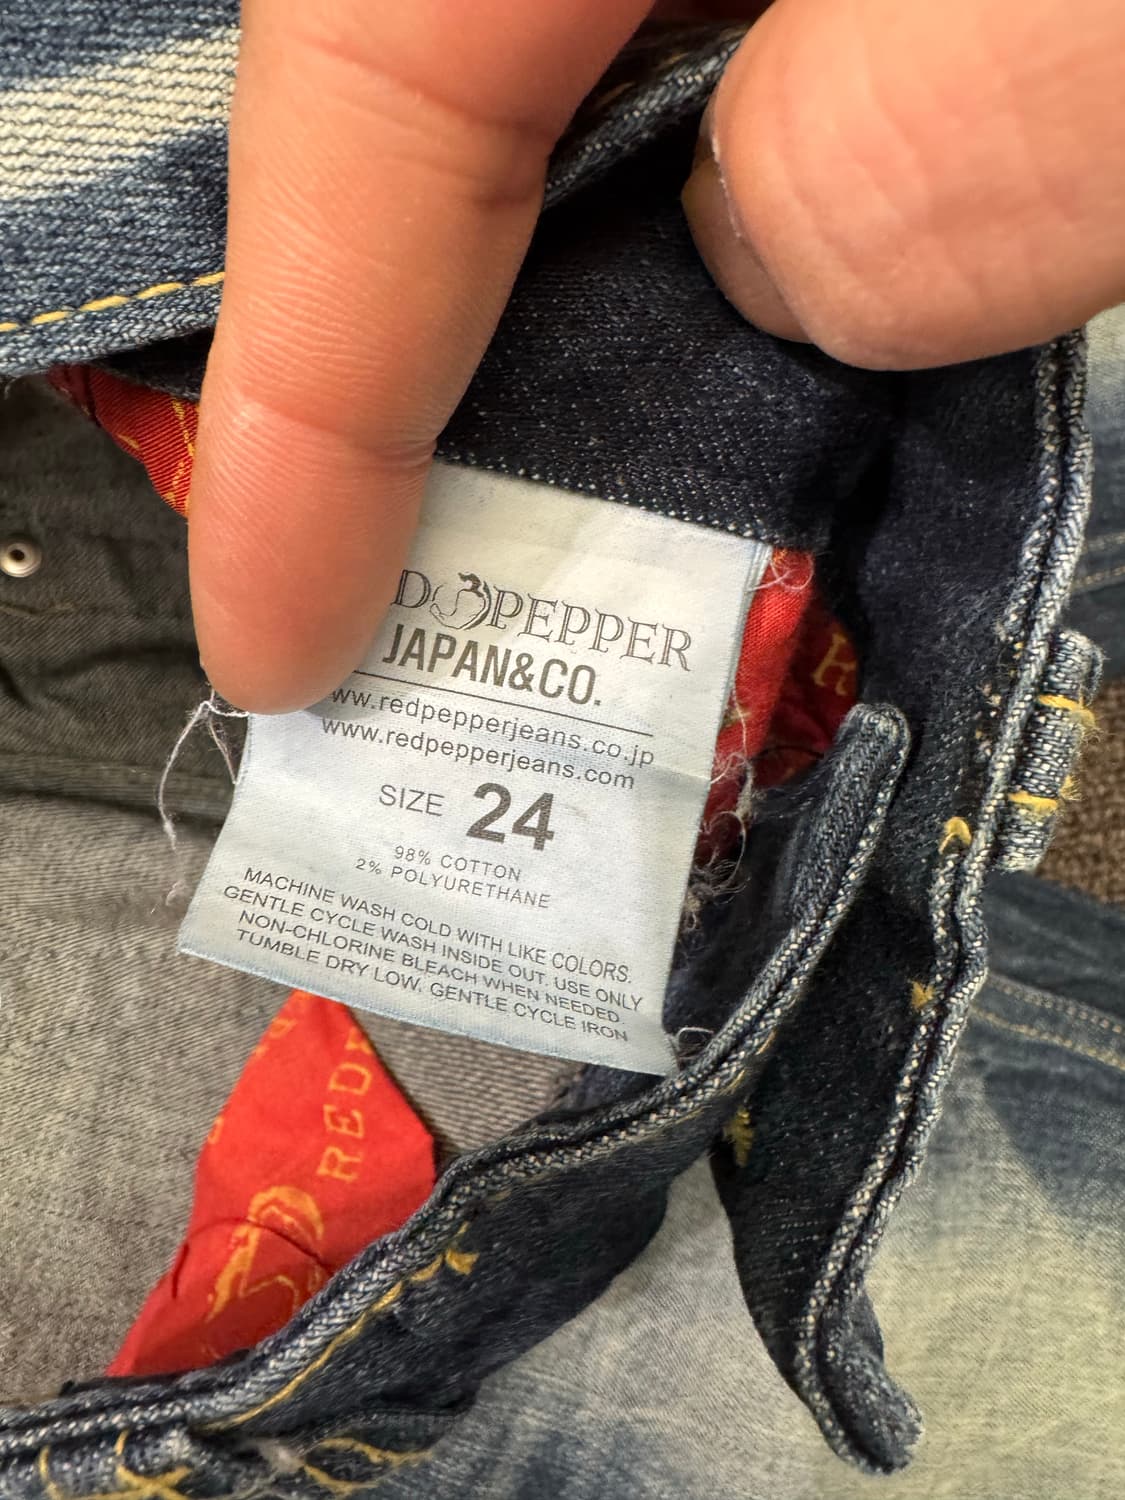 PEPPER
JAPAN&CO.
www.redpepperjeans.co.jp
www.redpepperjeans.com
SIZE 24
98% COTTON
2% POLYURETHANE
MACHINE WASH COLD WITH LIKE COLORS.
GENTLE CYCLE WASH INSIDE OUT. USE ONLY
NON-CHLORINE BLEACH WHEN NEEDED
TUMBLE DRY LOW. GENTLE CYCLE IRON
R
RED